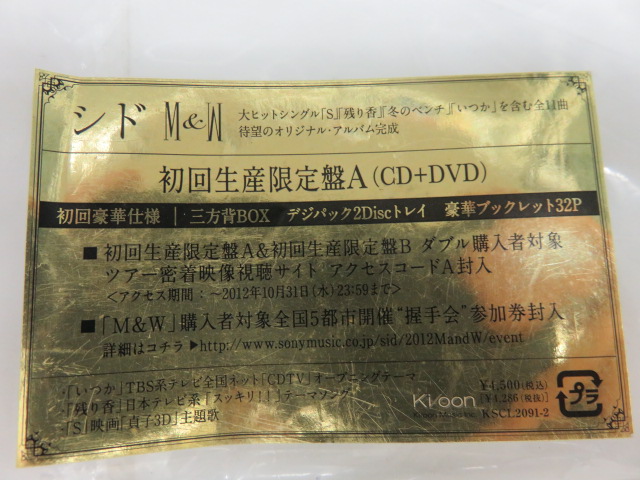 シド M&W
大ヒットシングル「S」『残り香』『冬のベンチ』『いつか』を含む全11曲
待望のオリジナル・アルバム完成
初回生産限定盤A(CD+DVD)
初回豪華仕様 | 三方背BOX デジパック2Discトレイ 豪華ブックレット32P
■ 初回生産限定盤A&初回生産限定盤B ダブル購入者対象
ツアー密着映像視聴サイト アクセスコードA封入
<アクセス期間:~2012年10月31日(水)23:59まで>
■「M&W」購入者対象全国5都市開催"握手会"参加券封入
詳細はコチラ▶http://www.sonymusic.co.jp/sid/2012MandW/event
「いつか」TBS系テレビ全国ネット「CDTV」オープニングテーマ
「残り香」日本テレビ系『スッキリ!!』テーマソング
「S」映画「貞子3D」主題歌
Ki/oon
¥4,500(税込)
[¥4,286(税抜)]
KSCL2091-2
プラ